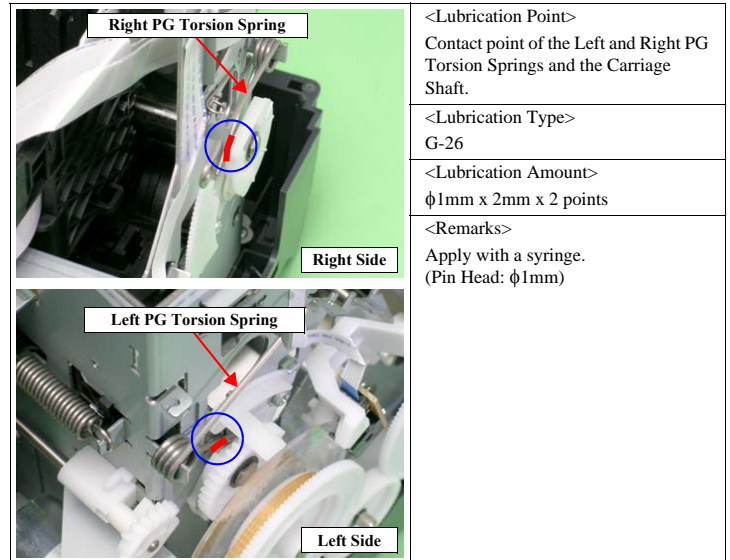 Right PG Torsion Spring
Right Side
Left PG Torsion Spring
Left Side
<Lubrication Point>
Contact point of the Left and Right PG
Torsion Springs and the Carriage
Shaft.
<Lubrication Type>
G-26
<Lubrication Amount>
ϕ1mm x 2mm x 2 points
<Remarks>
Apply with a syringe.
(Pin Head: ϕ1mm)